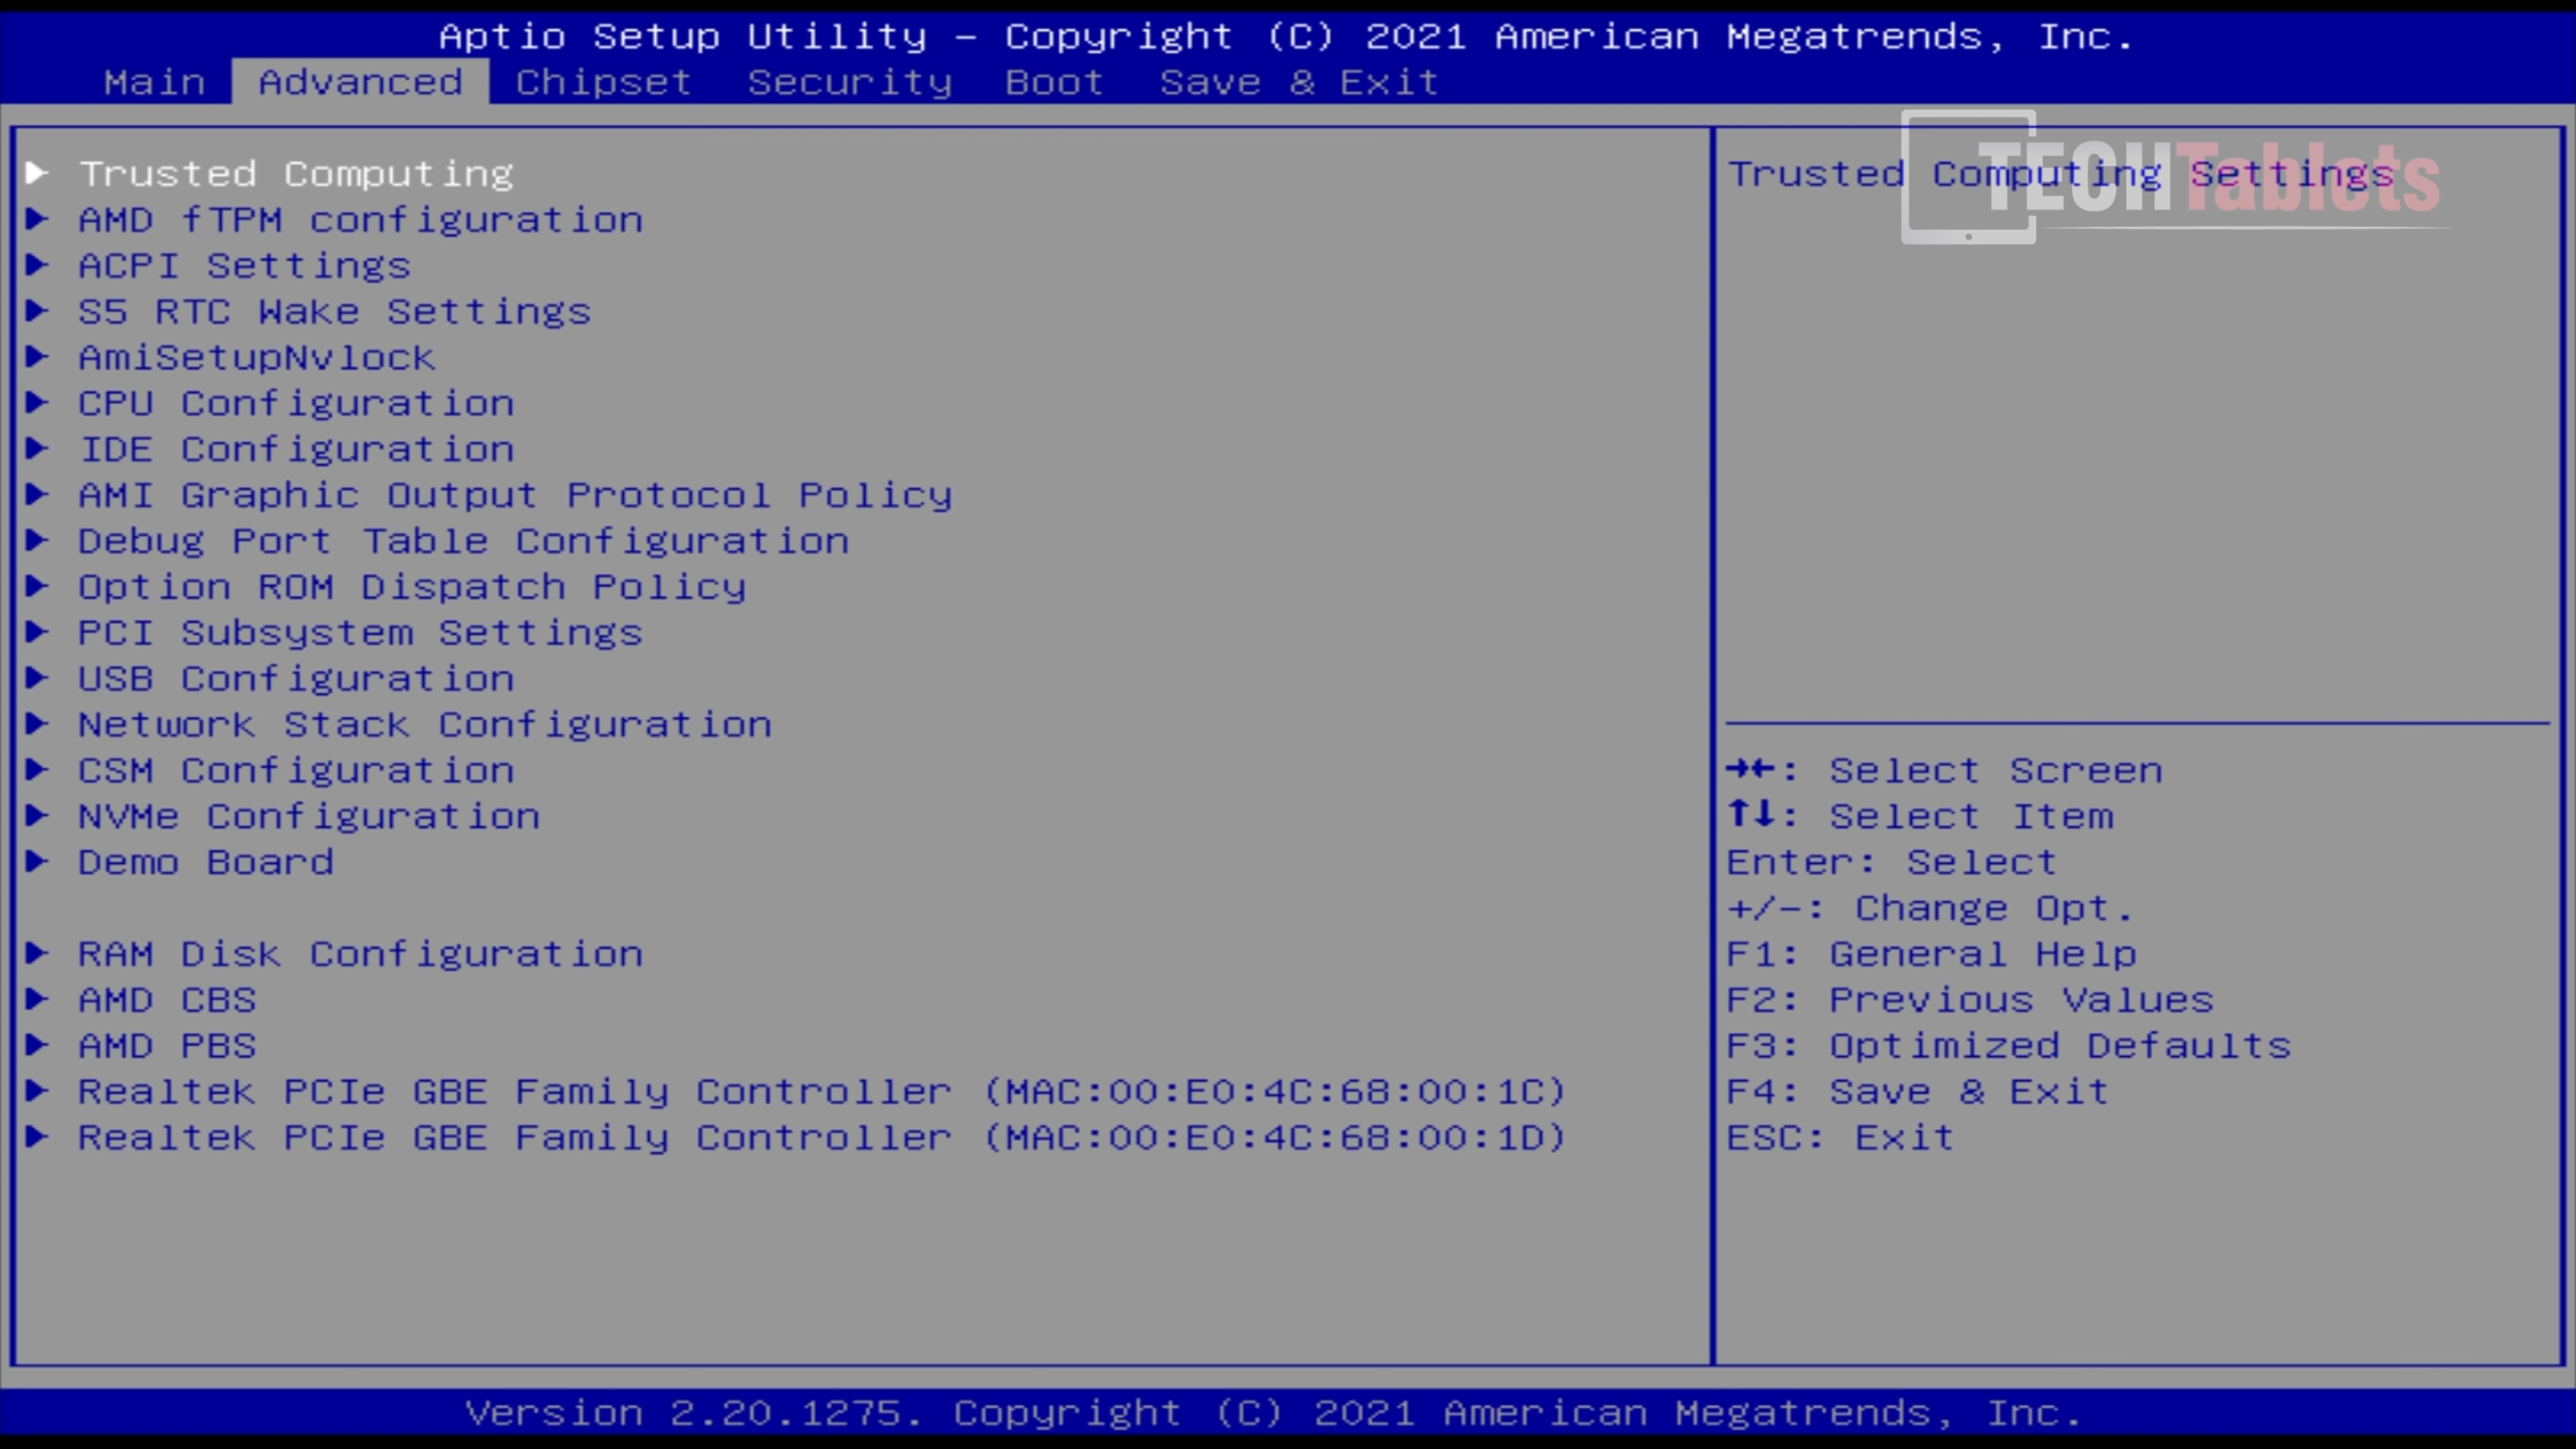 Aptio Setup Utility - Copyright (C) 2021 American Megatrends, Inc.
Main Advanced Chipset Security Boot Save & Exit
Trusted Computing
AMD fTPM configuration
ACPI Settings
S5 RTC Wake Settings
AmiSetupNvlock
CPU Configuration
IDE Configuration
AMI Graphic Output Protocol Policy
Debug Port Table Configuration
Option ROM Dispatch Policy
PCI Subsystem Settings
USB Configuration
Network Stack Configuration
CSM Configuration
NVMe Configuration
Demo Board
RAM Disk Configuration
AMD CBS
AMD PBS
Realtek PCIe GBE Family Controller (MAC:00:E0:4C:68:00:1C)
Realtek PCIe GBE Family Controller (MAC:00:E0:4C:68:00:1D)
Trusted Computing Settings
TECHTablets
→←: Select Screen
↑↓: Select Item
Enter: Select
+/-: Change Opt.
F1: General Help
F2: Previous Values
F3: Optimized Defaults
F4: Save & Exit
ESC: Exit
Version 2.20.1275. Copyright (C) 2021 American Megatrends, Inc.